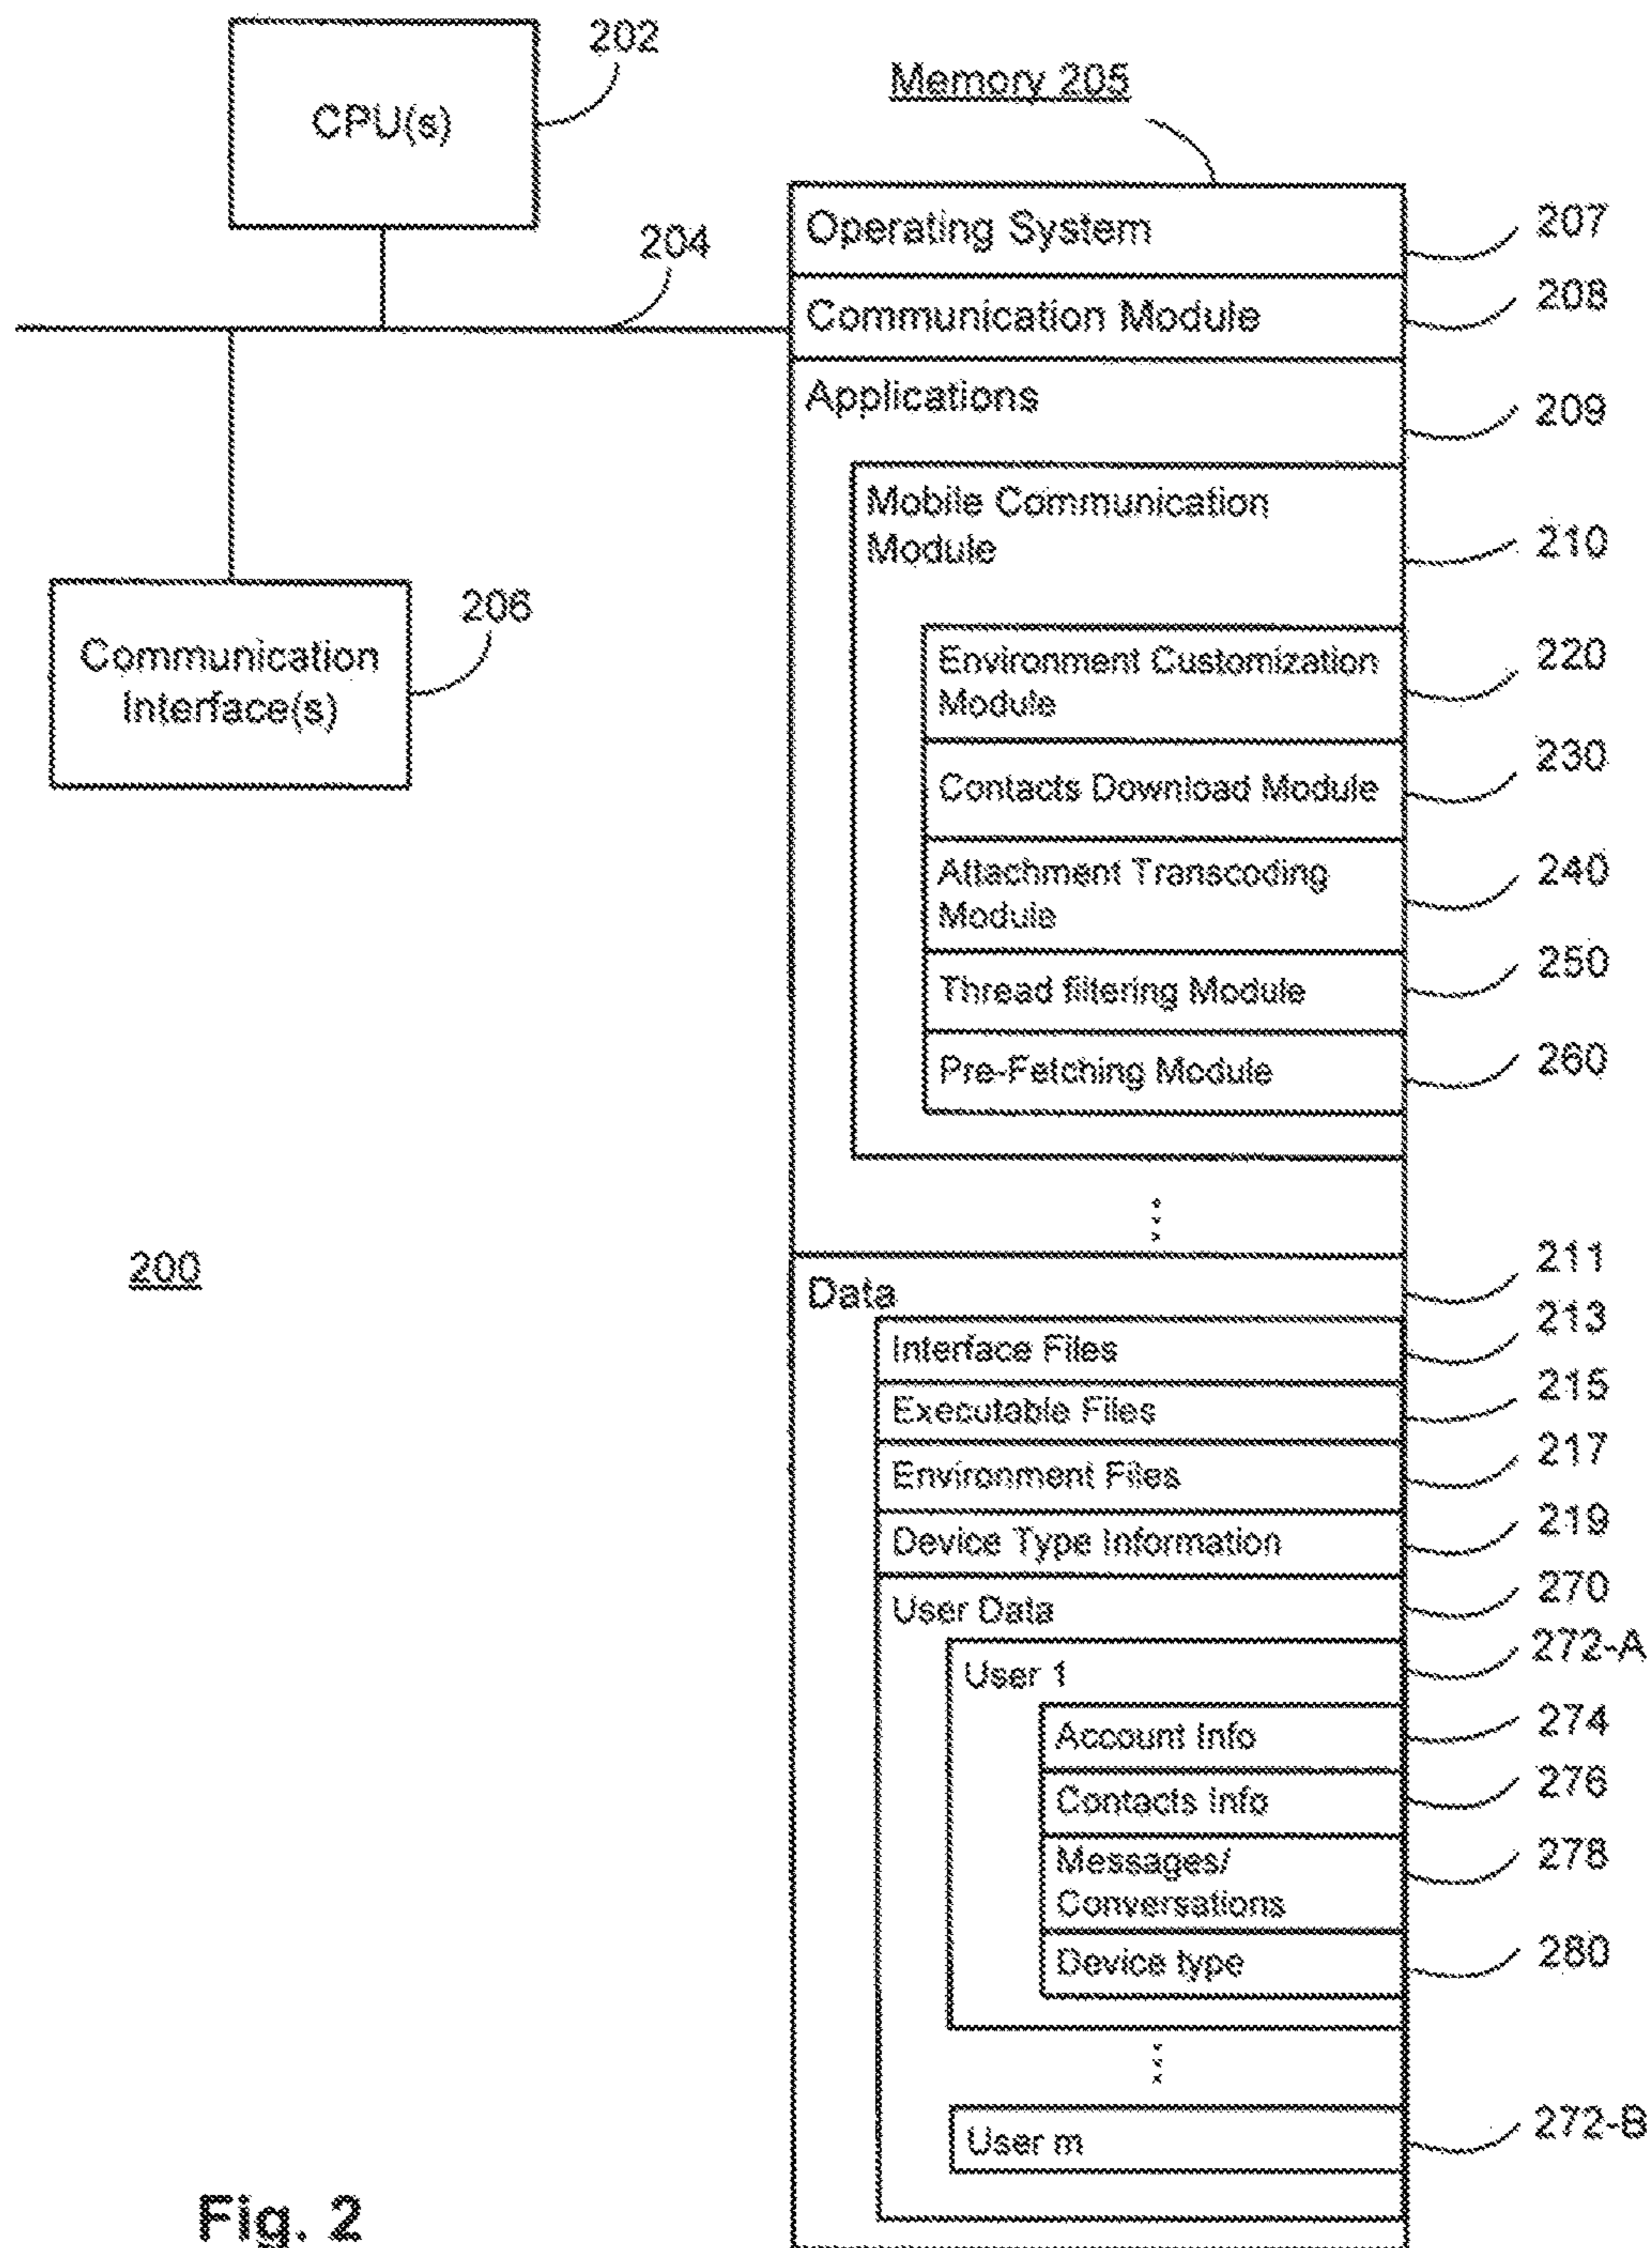 202
CPU(s)
Memory 205
204
Operating System
207
Communication Module
208
Applications
209
Mobile Communication
Module
210
206
Communication
Interface(s)
Environment Customization
Module
220
Contacts Download Module
230
Attachment Transcoding
Module
240
Thread filtering Module
250
Pre-Fetching Module
260
200
Data
211
Interface Files
213
Executable Files
215
Environment Files
217
Device Type Information
219
User Data
270
User 1
272-A
Account Info
274
Contacts Info
276
Messages/
Conversations
278
Device type
280
User m
272-B
Fig. 2